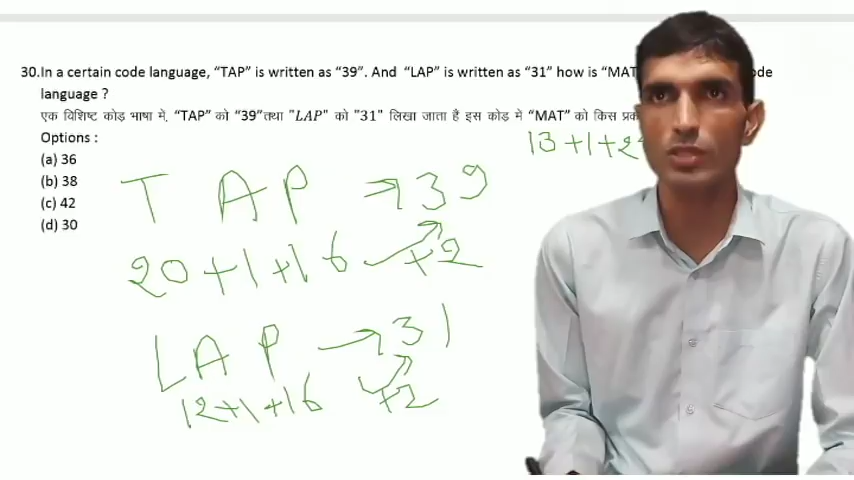 30.In a certain code language, “TAP” is written as “39”. And “LAP” is written as “31” how is “MAT
language ?
एक विशिष्ट कोड़ भाषा में, “TAP” को “39”तथा "LAP" को "31" लिखा जाता है इस कोड़ मे “MAT” को किस
Options :
13+1+2
(a) 36
(b) 38
(c) 42
(d) 30
T A P → 39
20+1+16 +2
LAP → 31
12+1+16 +2